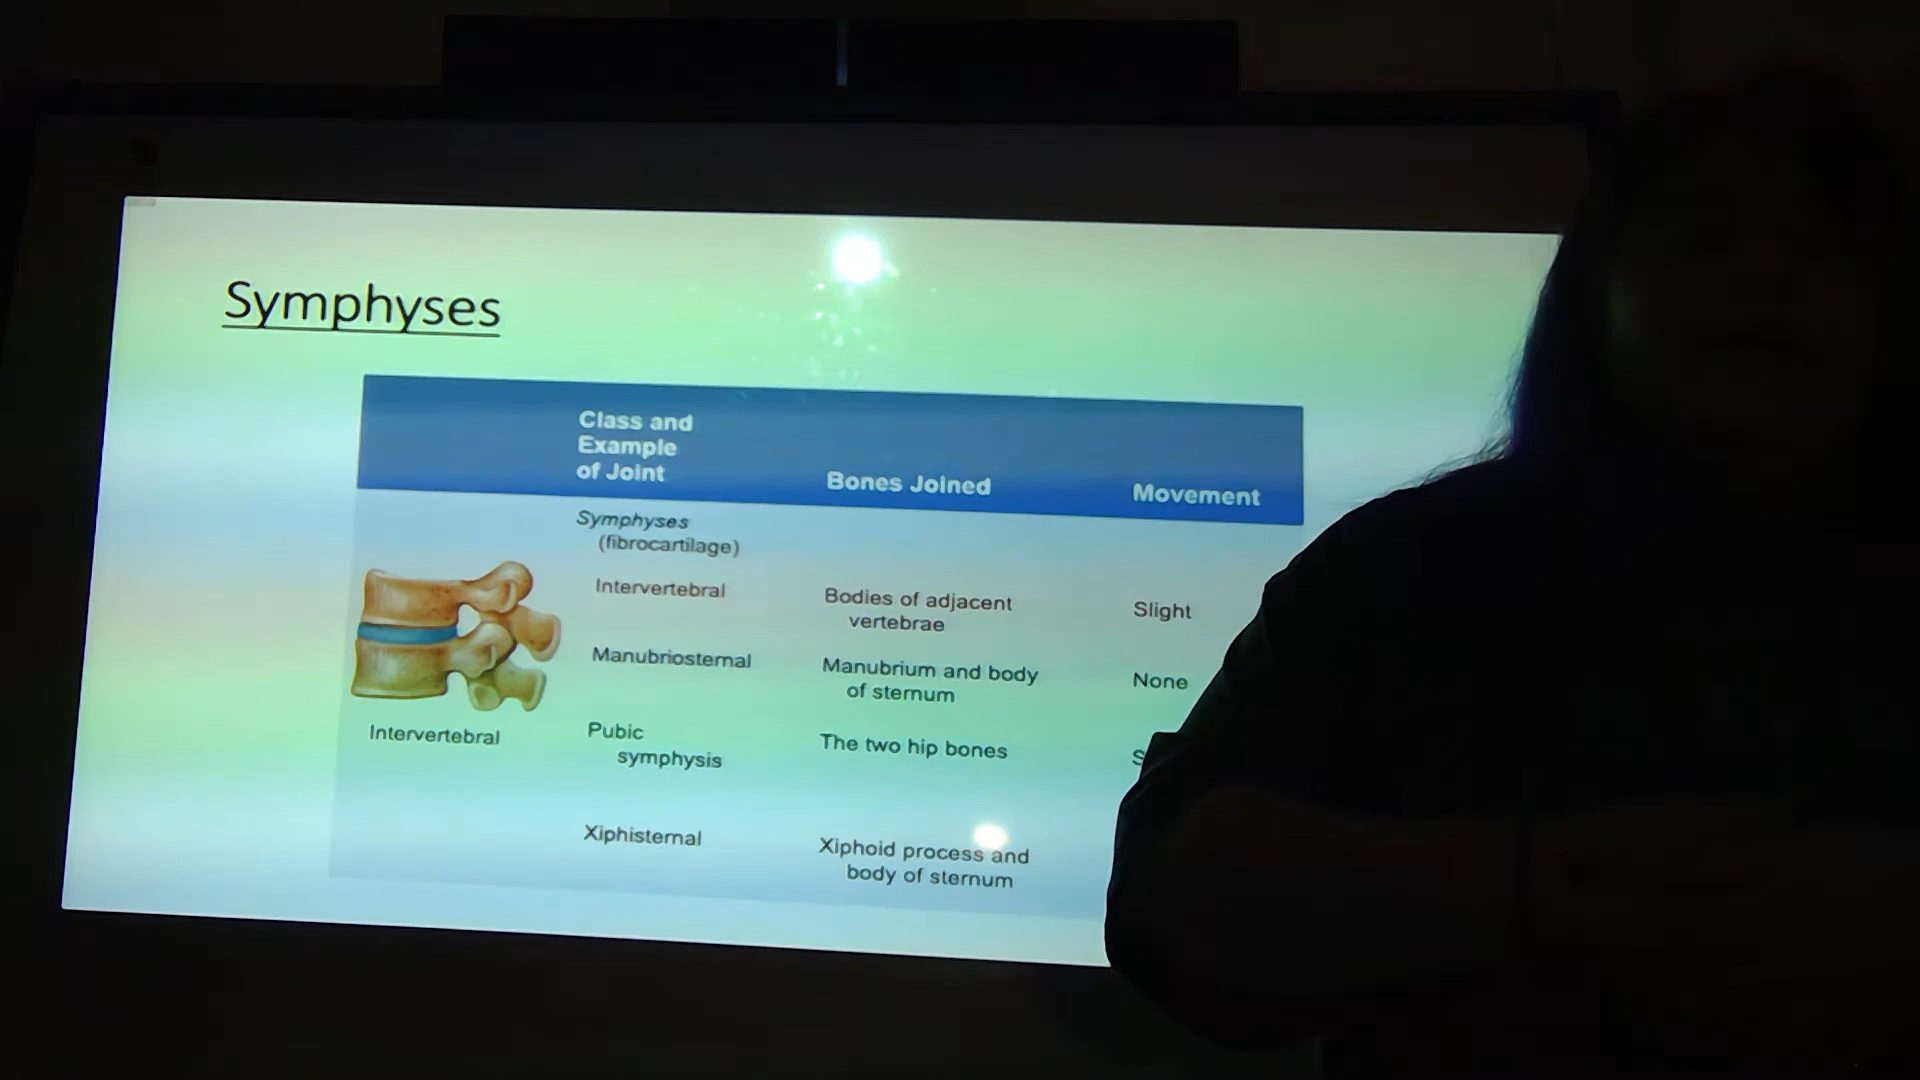 Symphyses
Class and
Example
of Joint
Bones Joined
Movement
Symphyses
(fibrocartilage)
Intervertebral
Bodies of adjacent
vertebrae
Slight
Manubriosternal
Manubrium and body
of sternum
None
Intervertebral
Pubic
symphysis
The two hip bones
Xiphisternal
Xiphoid process and
body of sternum